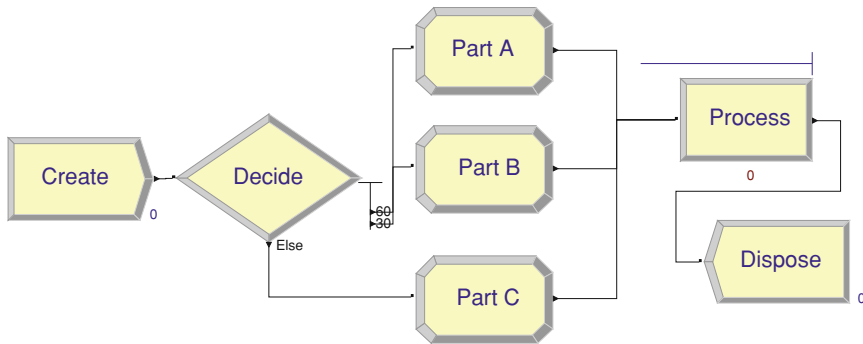 Create
0
Decide
60
30
Else
Part A
Part B
Part C
Process
0
Dispose
0